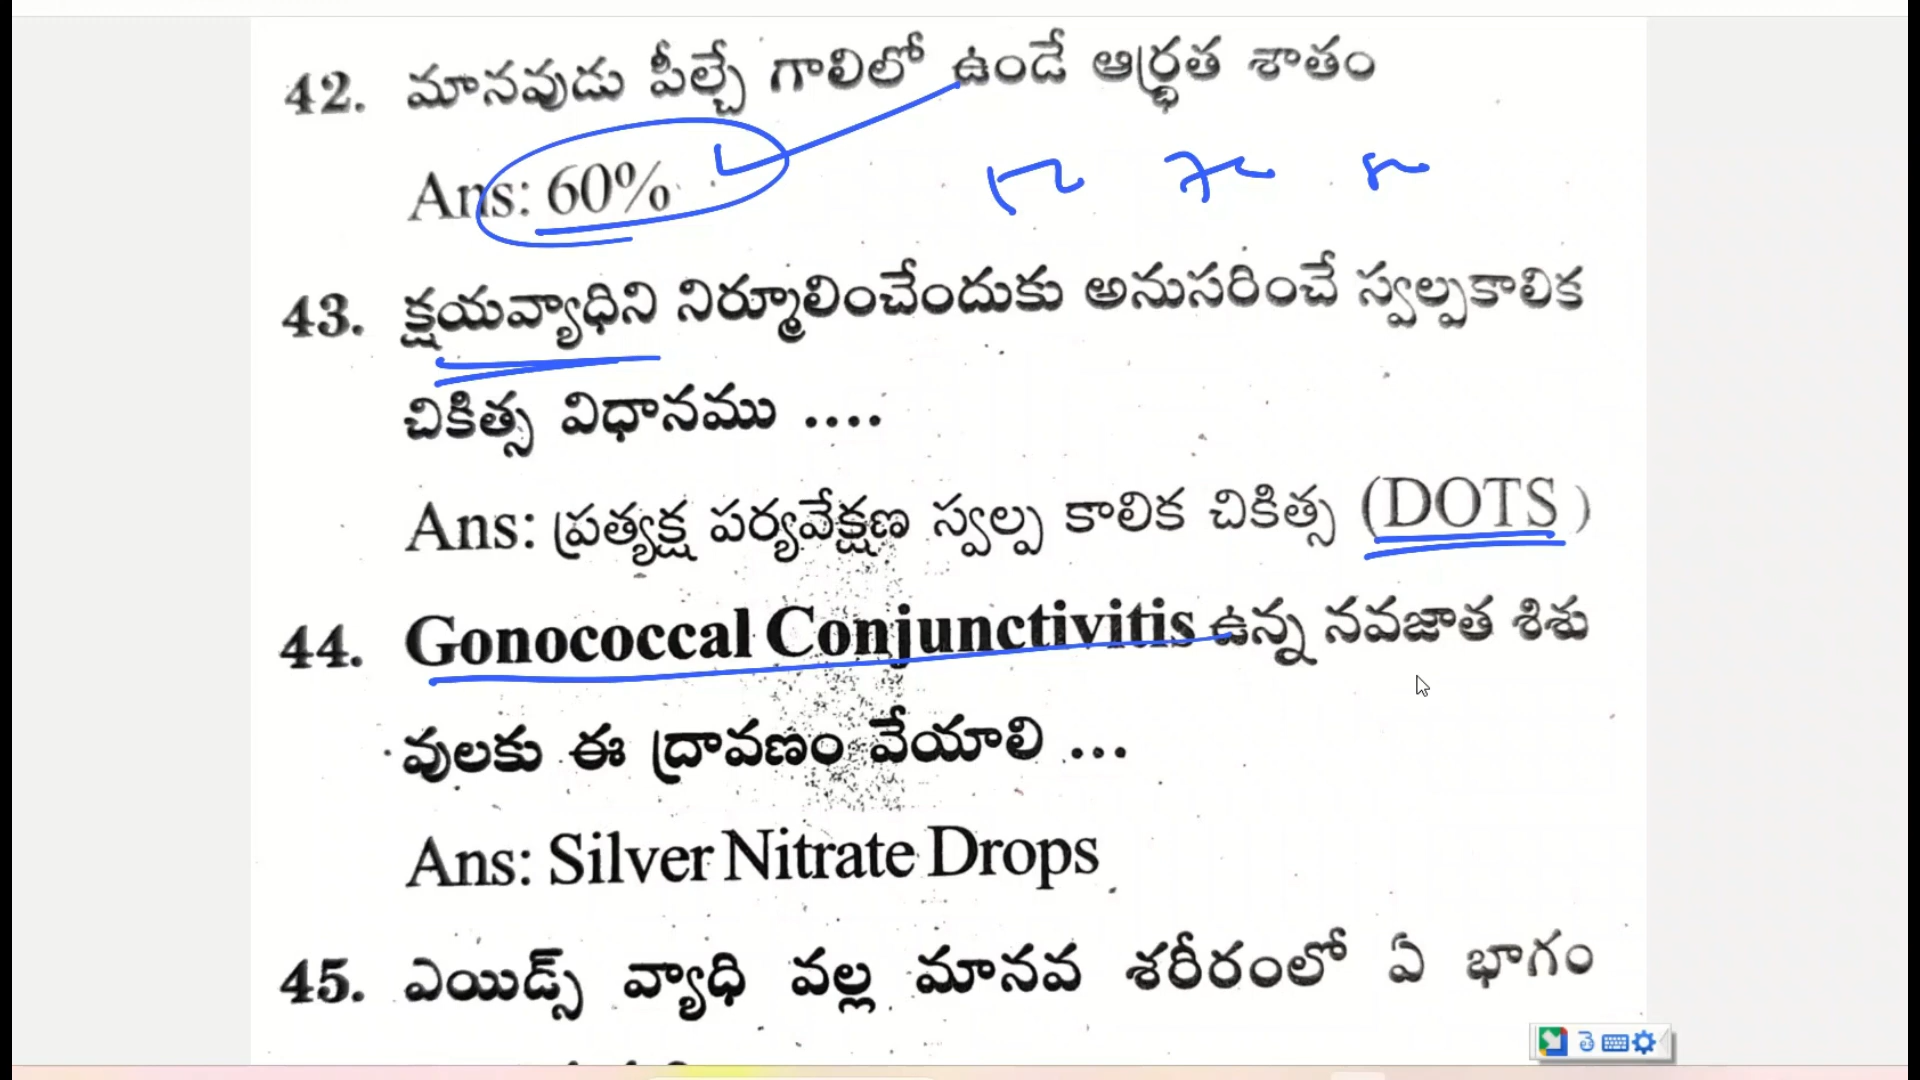 42. మానవుడు పీల్చే గాలిలో ఉండే ఆర్ద్రత శాతం
Ans: 60%
43. క్షయవ్యాధిని నిర్మూలించేందుకు అనుసరించే స్వల్పకాలిక
చికిత్స విధానము ....
Ans: ప్రత్యక్ష పర్యవేక్షణ స్వల్ప కాలిక చికిత్స (DOTS)
44. Gonococcal Conjunctivitis ఉన్న నవజాత శిశు
వులకు ఈ ద్రావణం వేయాలి ...
Ans: Silver Nitrate Drops
45. ఎయిడ్స్ వ్యాధి వల్ల మానవ శరీరంలో ఏ భాగం
తె